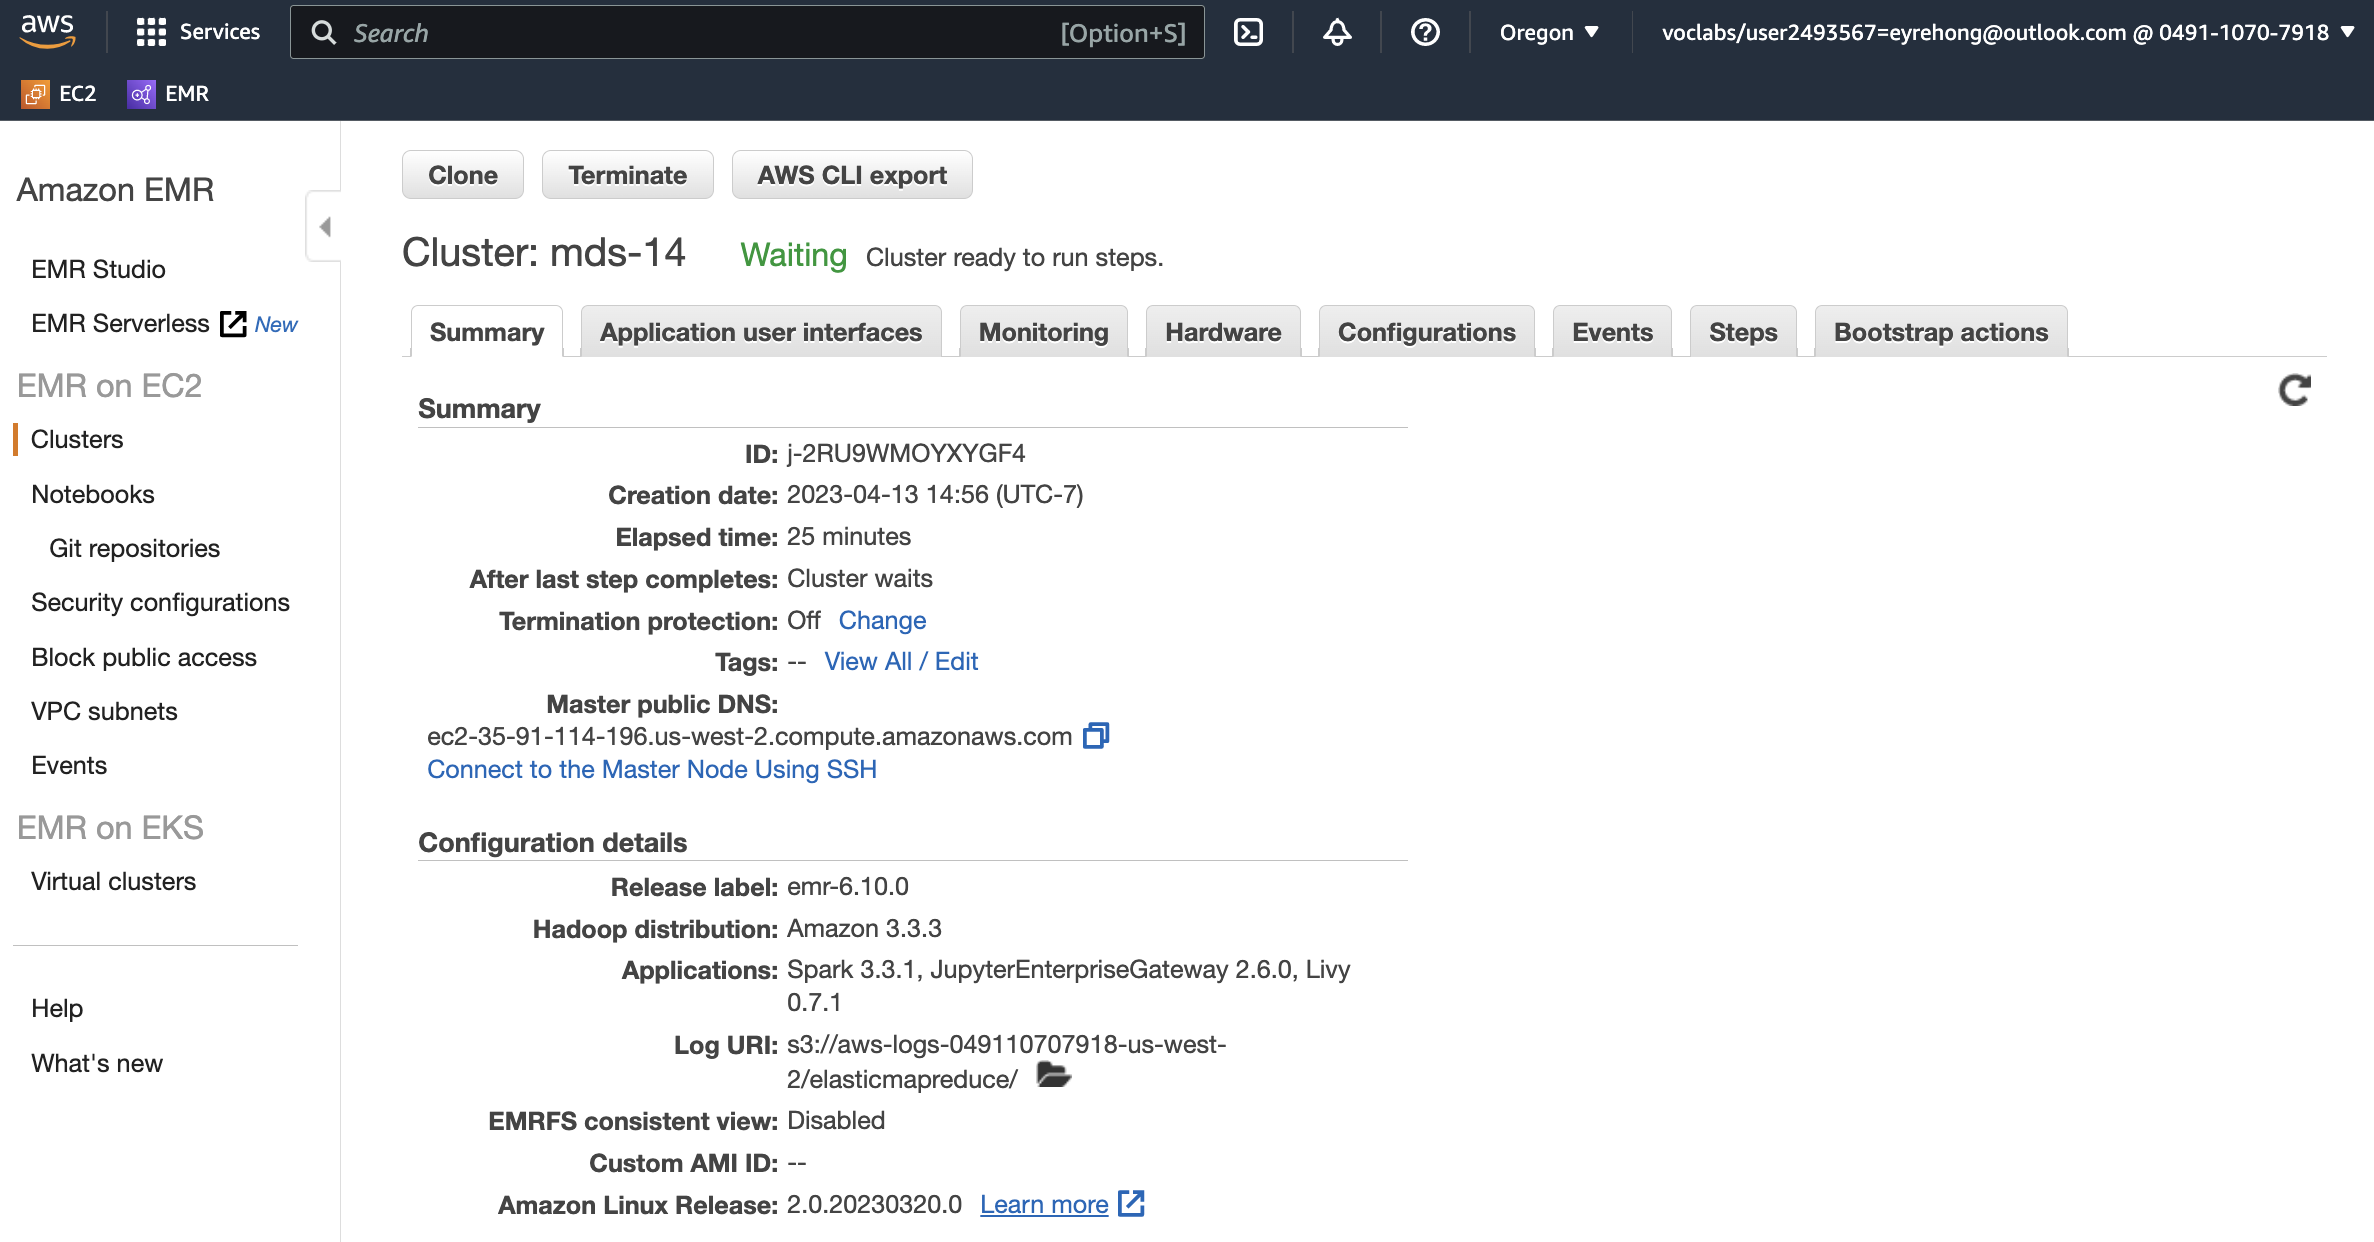 aws
Services
Search
[Option+S]
Oregon
voclabs/user2493567=eyrehong@outlook.com @ 0491-1070-7918
EC2
EMR
Amazon EMR
EMR Studio
EMR Serverless New
EMR on EC2
Clusters
Notebooks
Git repositories
Security configurations
Block public access
VPC subnets
Events
EMR on EKS
Virtual clusters
Help
What's new
Clone
Terminate
AWS CLI export
Cluster: mds-14 Waiting Cluster ready to run steps.
Summary
Application user interfaces
Monitoring
Hardware
Configurations
Events
Steps
Bootstrap actions
Summary
ID: j-2RU9WMOYXYGF4
Creation date: 2023-04-13 14:56 (UTC-7)
Elapsed time: 25 minutes
After last step completes: Cluster waits
Termination protection: Off Change
Tags: -- View All / Edit
Master public DNS:
ec2-35-91-114-196.us-west-2.compute.amazonaws.com
Connect to the Master Node Using SSH
Configuration details
Release label: emr-6.10.0
Hadoop distribution: Amazon 3.3.3
Applications: Spark 3.3.1, JupyterEnterpriseGateway 2.6.0, Livy
0.7.1
Log URI: s3://aws-logs-049110707918-us-west-
2/elasticmapreduce/
EMRFS consistent view: Disabled
Custom AMI ID: --
Amazon Linux Release: 2.0.20230320.0 Learn more